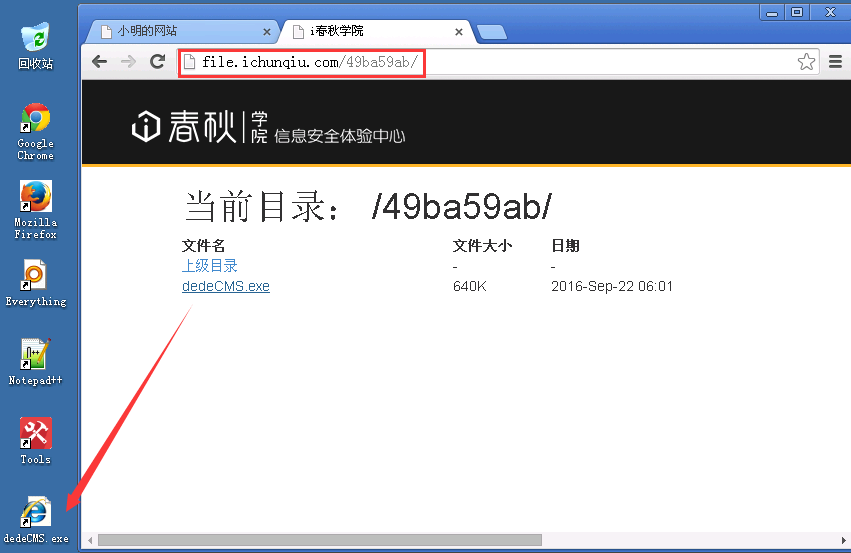 回收站
Google
Chrome
Mozilla
Firefox
Everything
Notepad++
Tools
dedeCMS.exe
小明的网站
i春秋学院
file.ichunqiu.com/49ba59ab/
春秋学院 信息安全体验中心
当前目录： /49ba59ab/
文件名 文件大小 日期
上级目录 - -
dedeCMS.exe 640K 2016-Sep-22 06:01